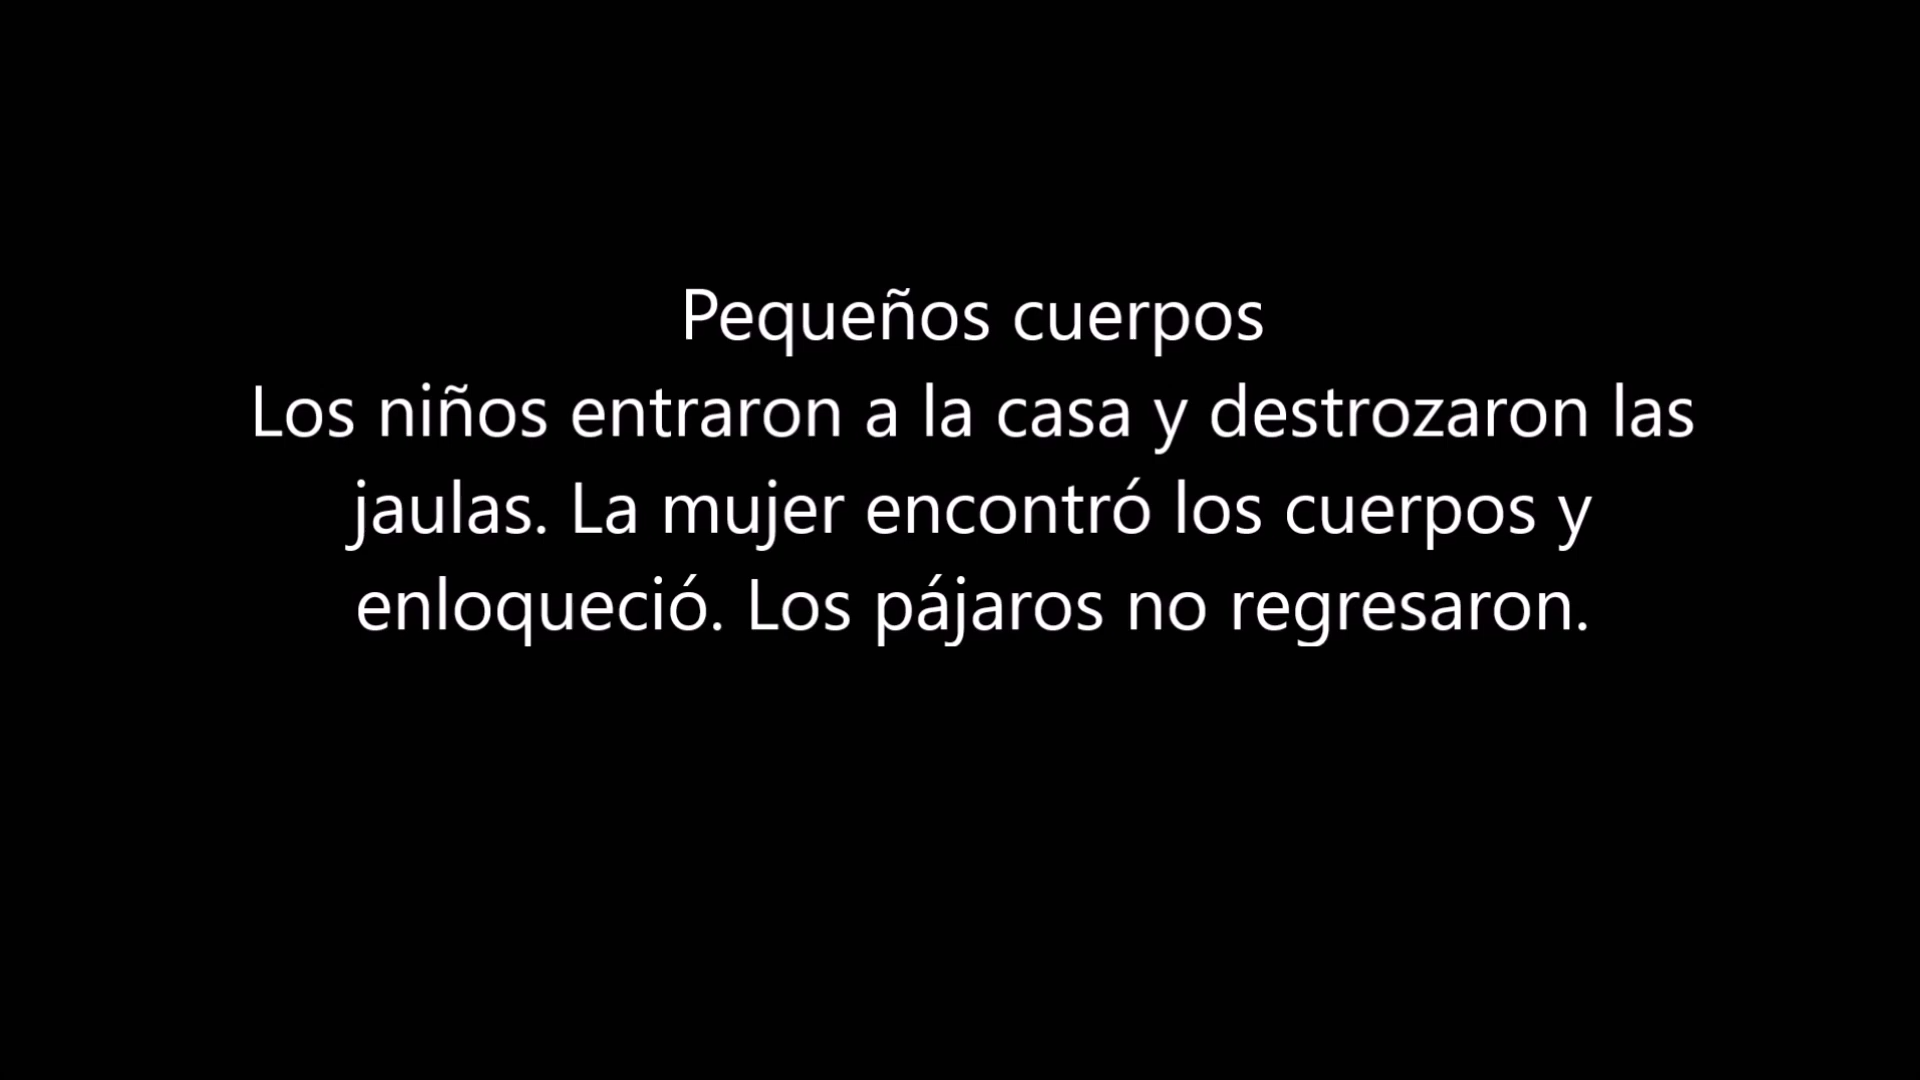 Pequeños cuerpos
Los niños entraron a la casa y destrozaron las
jaulas. La mujer encontró los cuerpos y
enloqueció. Los pájaros no regresaron.